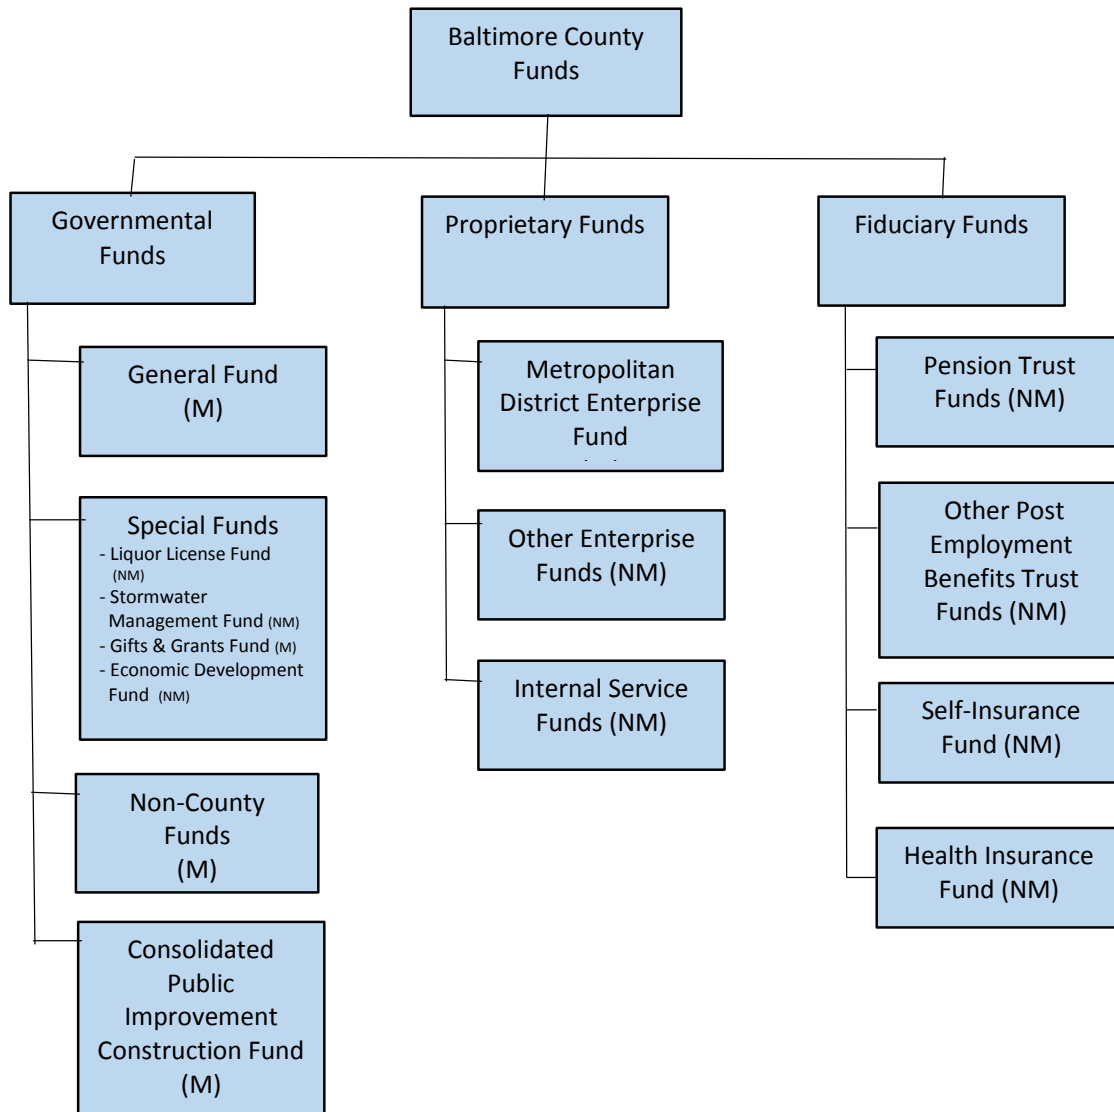 Baltimore County
Funds
Governmental
Funds
General Fund
(M)
Special Funds
- Liquor License Fund
(NM)
- Stormwater
Management Fund (NM)
- Gifts & Grants Fund (M)
- Economic Development
Fund (NM)
Non-County
Funds
(M)
Consolidated
Public
Improvement
Construction Fund
(M)
Proprietary Funds
Metropolitan
District Enterprise
Fund
Other Enterprise
Funds (NM)
Internal Service
Funds (NM)
Fiduciary Funds
Pension Trust
Funds (NM)
Other Post
Employment
Benefits Trust
Funds (NM)
Self-Insurance
Fund (NM)
Health Insurance
Fund (NM)